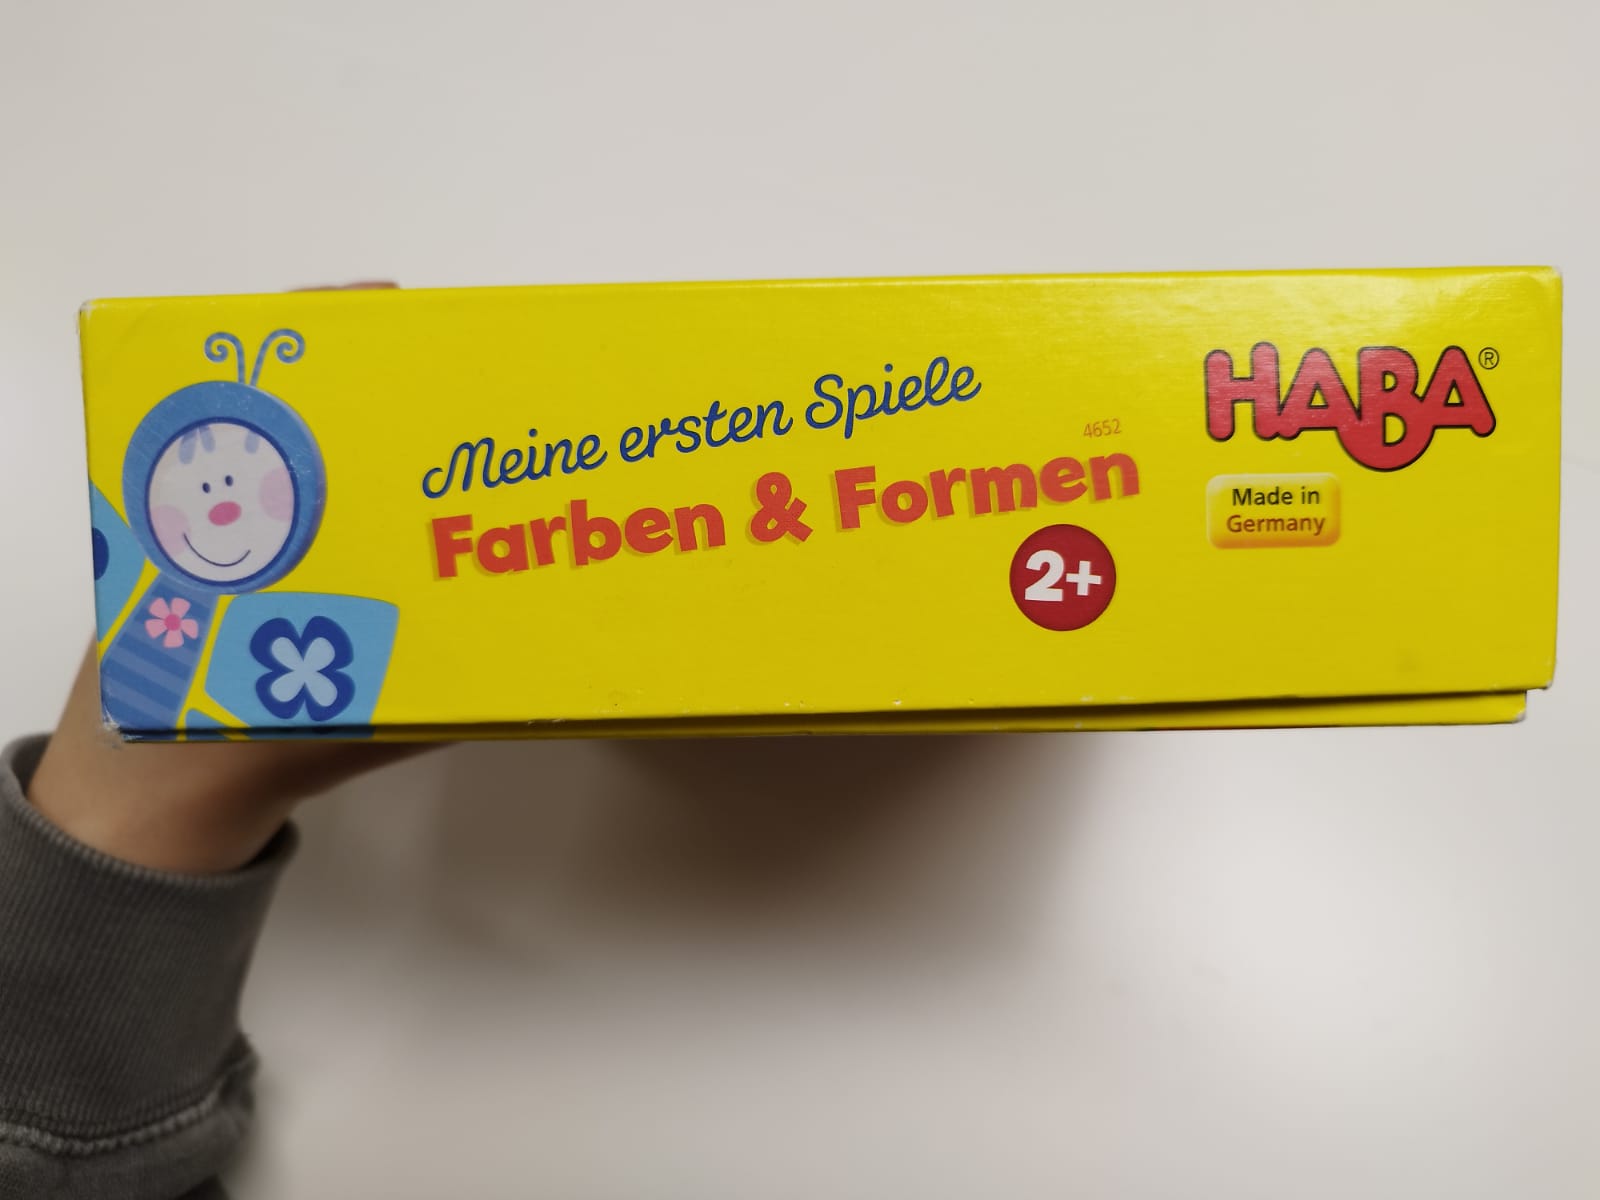 Meine ersten Spiele
4652
Farben & Formen
2+
HABA®
Made in
Germany